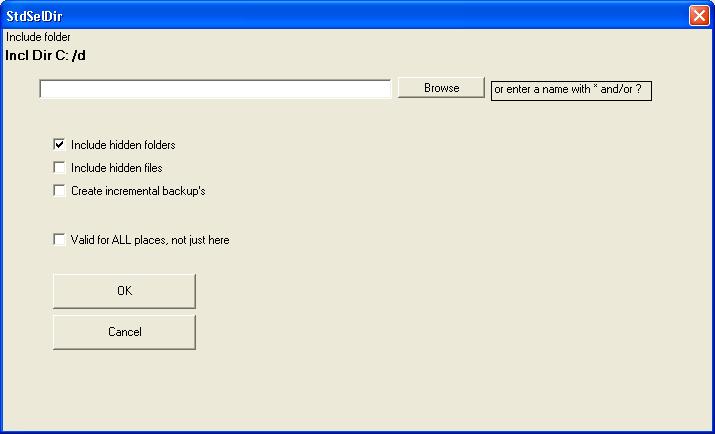 StdSelDir
Include folder
Incl Dir C: /d
Browse
or enter a name with * and/or ?
Include hidden folders
Include hidden files
Create incremental backup's
Valid for ALL places, not just here
OK
Cancel